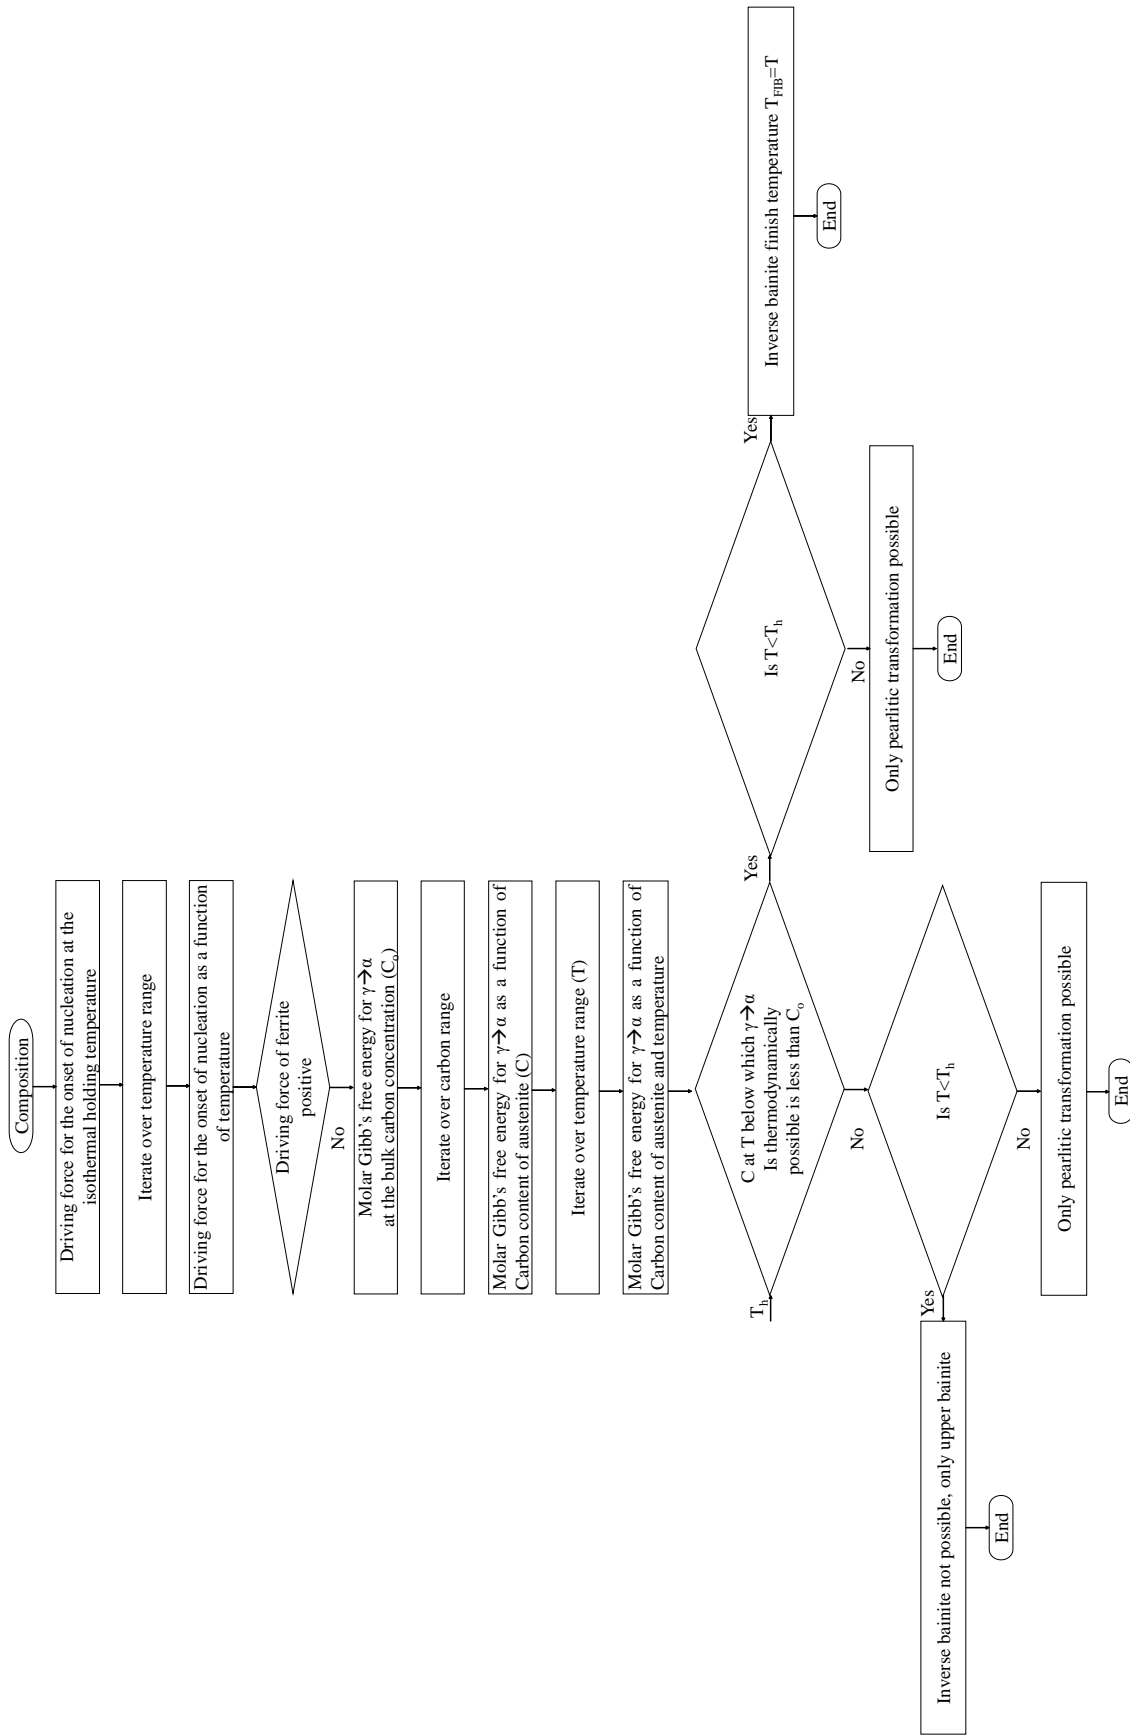 Composition
Driving force for the onset of nucleation at the
isothermal holding temperature
Iterate over temperature range
Driving force for the onset of nucleation as a function
of temperature
Driving force of ferrite
positive
No
Molar Gibb's free energy for γ→α
at the bulk carbon concentration (Cₒ)
Iterate over carbon range
Molar Gibb's free energy for γ→α as a function of
Carbon content of austenite (C)
Iterate over temperature range (T)
Molar Gibb's free energy for γ→α as a function of
Carbon content of austenite and temperature
Tₕ
C at T below which γ→α
Is thermodynamically
possible is less than Cₒ
Yes
Is T<Tₕ
Yes
Inverse bainite finish temperature T_FIB=T
End
No
Only pearlitic transformation possible
End
No
Is T<Tₕ
Yes
Inverse bainite not possible, only upper bainite
End
No
Only pearlitic transformation possible
End